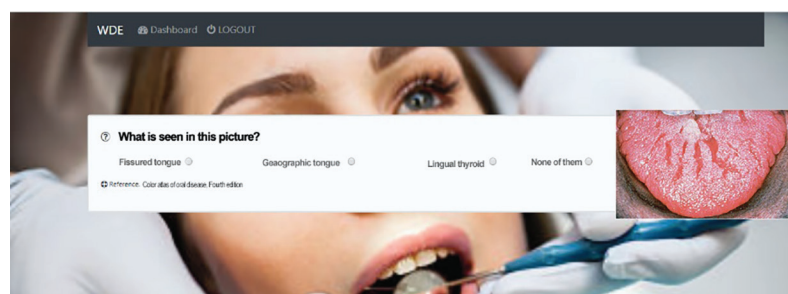 WDE Dashboard LOGOUT
What is seen in this picture?
Fissured tongue Geaographic tongue Lingual thyroid None of them
Reference. Color atlas of oral disease, Fourth edition